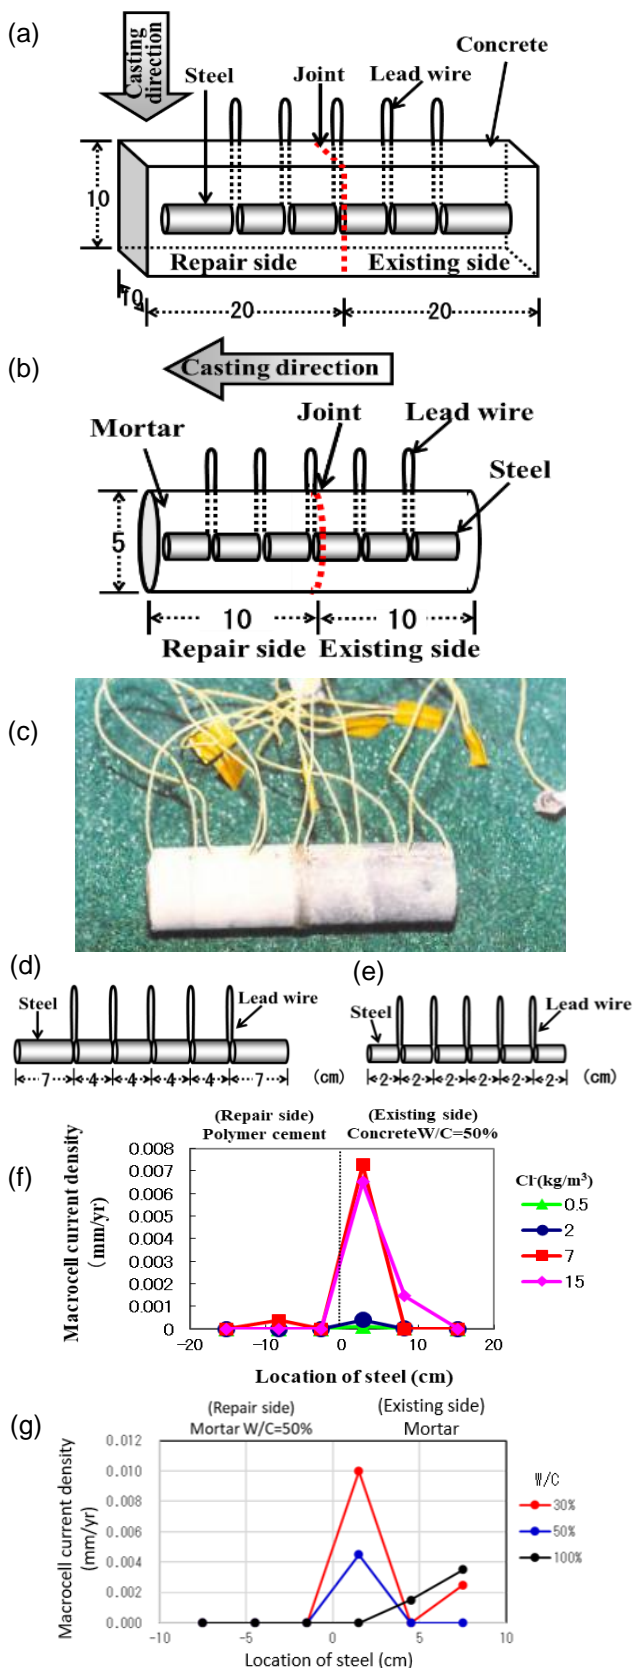 (a)
Casting
direction
Steel
Joint
Lead wire
Concrete
10
Repair side
Existing side
10
20
20
(b)
Casting direction
Mortar
Joint
Lead wire
Steel
5
10
10
Repair side
Existing side
(c)
(d)
Steel
Lead wire
7 4 4 4 4 7 (cm)
(e)
Steel
Lead wire
2 2 2 2 2 2 (cm)
(f)
(Repair side)
Polymer cement
(Existing side)
ConcreteW/C=50%
Macrocell current density
(mm/yr)
0.008
0.007
0.006
0.005
0.004
0.003
0.002
0.001
0
-20 -10 0 10 20
Location of steel (cm)
Cl-(kg/m³)
0.5
2
7
15
(g)
(Repair side)
Mortar W/C=50%
(Existing side)
Mortar
Macrocell current density
(mm/yr)
0.012
0.010
0.008
0.006
0.004
0.002
0.000
-10 -5 0 5 10
Location of steel (cm)
W/C
30%
50%
100%